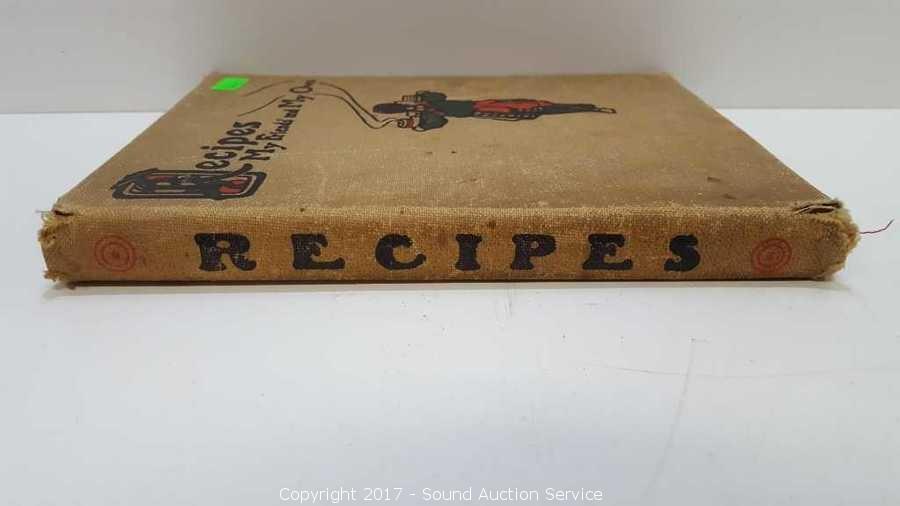 Recipes
My Friends' and My Own
RECIPES
Copyright 2017 - Sound Auction Service